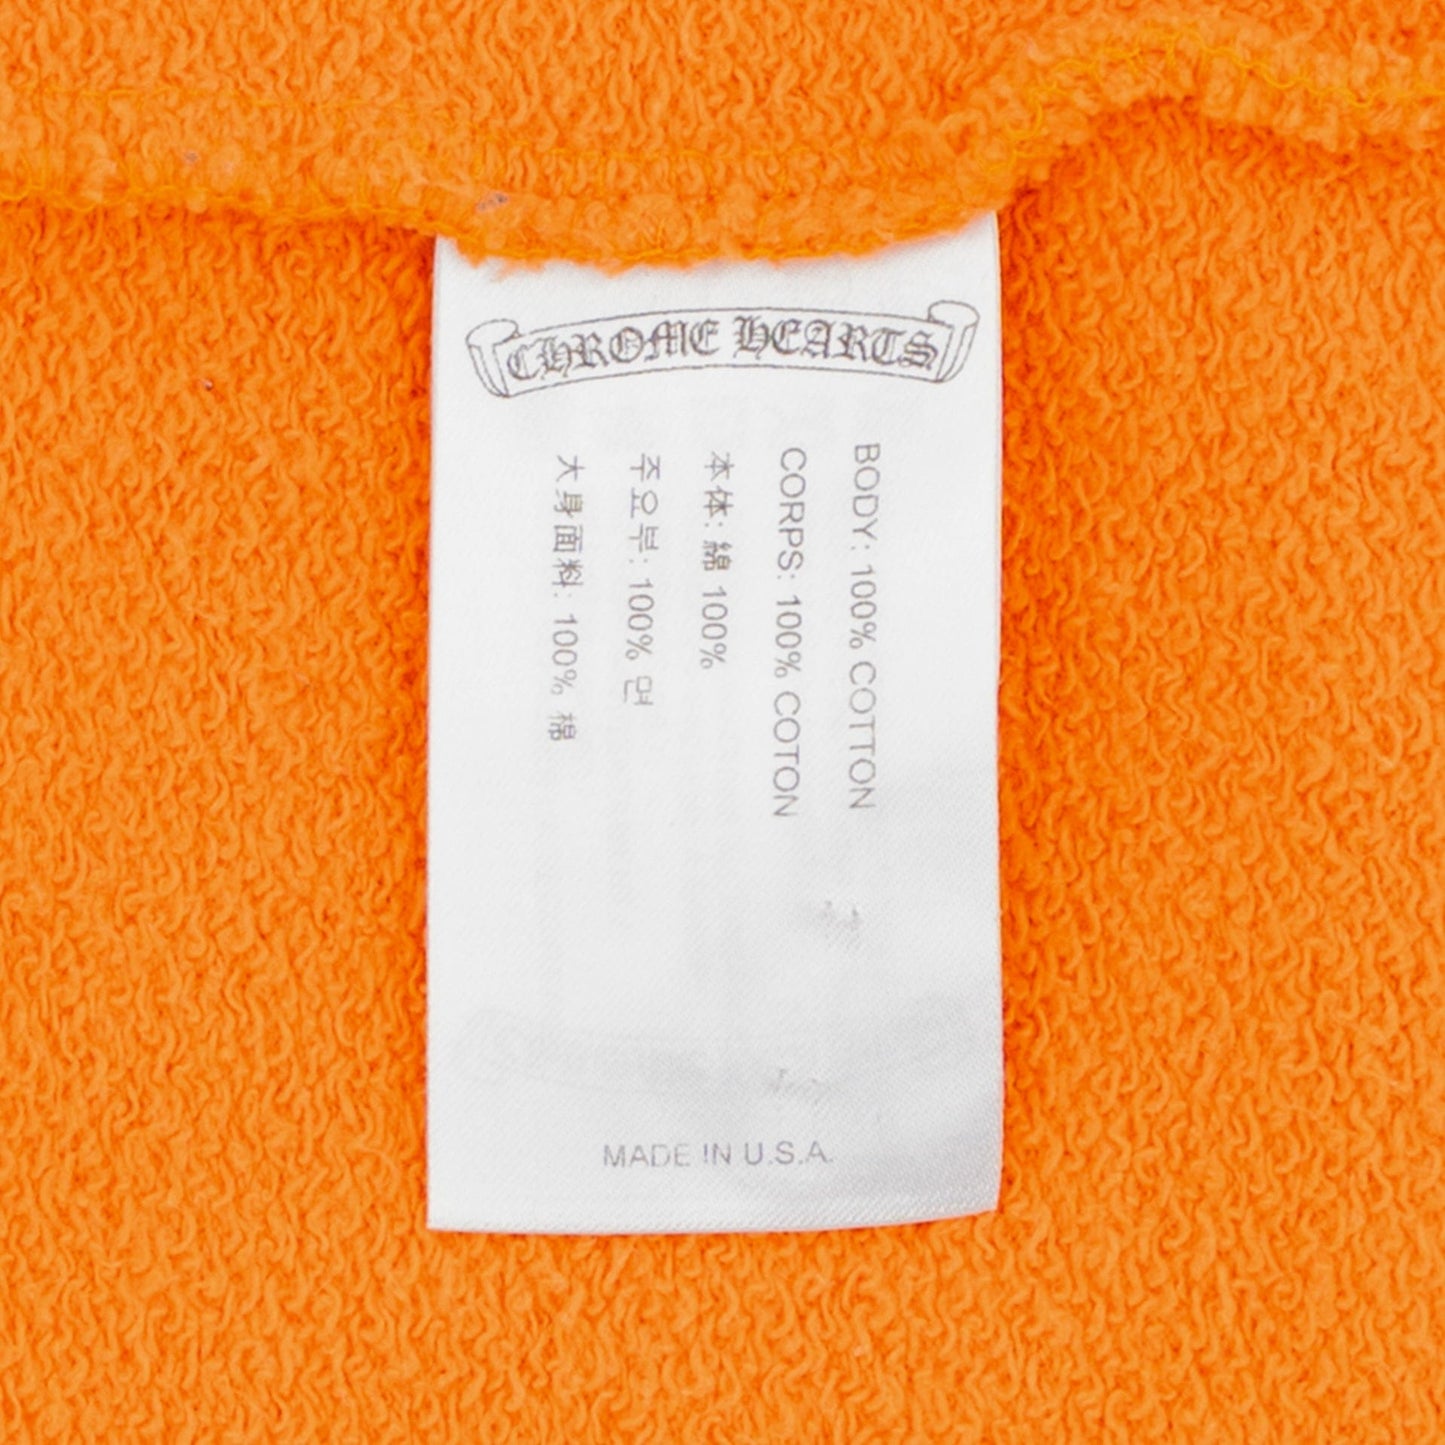 CHROME HEARTS
BODY: 100% COTTON
CORPS: 100% COTON
本体: 綿 100%
주요부: 100% 면
大身面料: 100% 棉
MADE IN U.S.A.